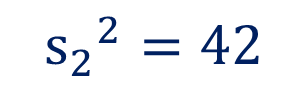 s₂² = 42